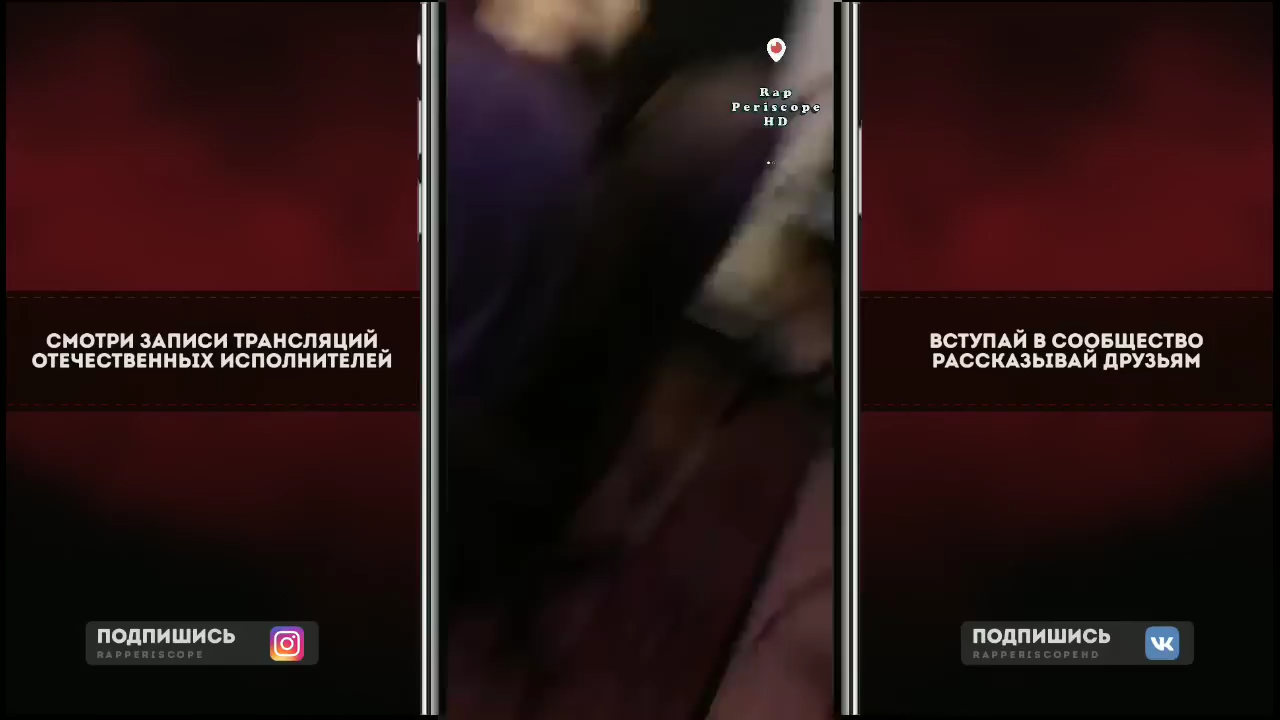 Rap
Periscope
HD
СМОТРИ ЗАПИСИ ТРАНСЛЯЦИЙ
ОТЕЧЕСТВЕННЫХ ИСПОЛНИТЕЛЕЙ
ВСТУПАЙ В СООБЩЕСТВО
РАССКАЗЫВАЙ ДРУЗЬЯМ
ПОДПИШИСЬ
RAPPERISCOPE
ПОДПИШИСЬ
RAPPERISCOPEHD